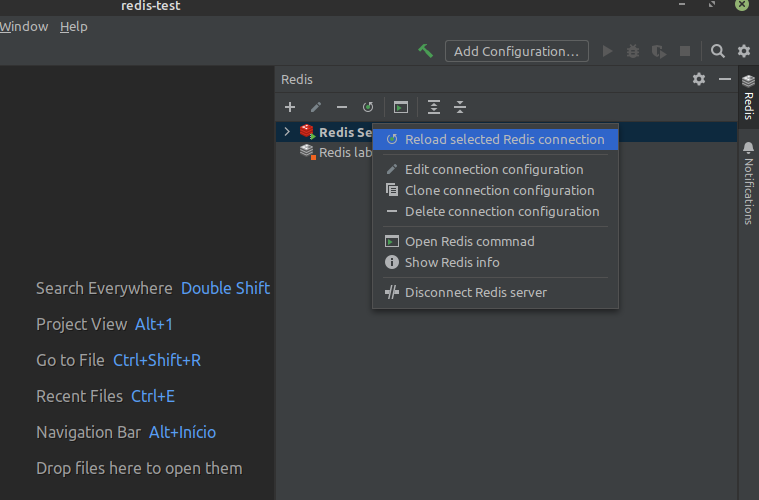 redis-test
Window Help
Add Configuration...
Redis
Redis Se
Redis lab
Reload selected Redis connection
Edit connection configuration
Clone connection configuration
Delete connection configuration
Open Redis commnad
Show Redis info
Disconnect Redis server
Search Everywhere Double Shift
Project View Alt+1
Go to File Ctrl+Shift+R
Recent Files Ctrl+E
Navigation Bar Alt+Início
Drop files here to open them
Redis
Notifications